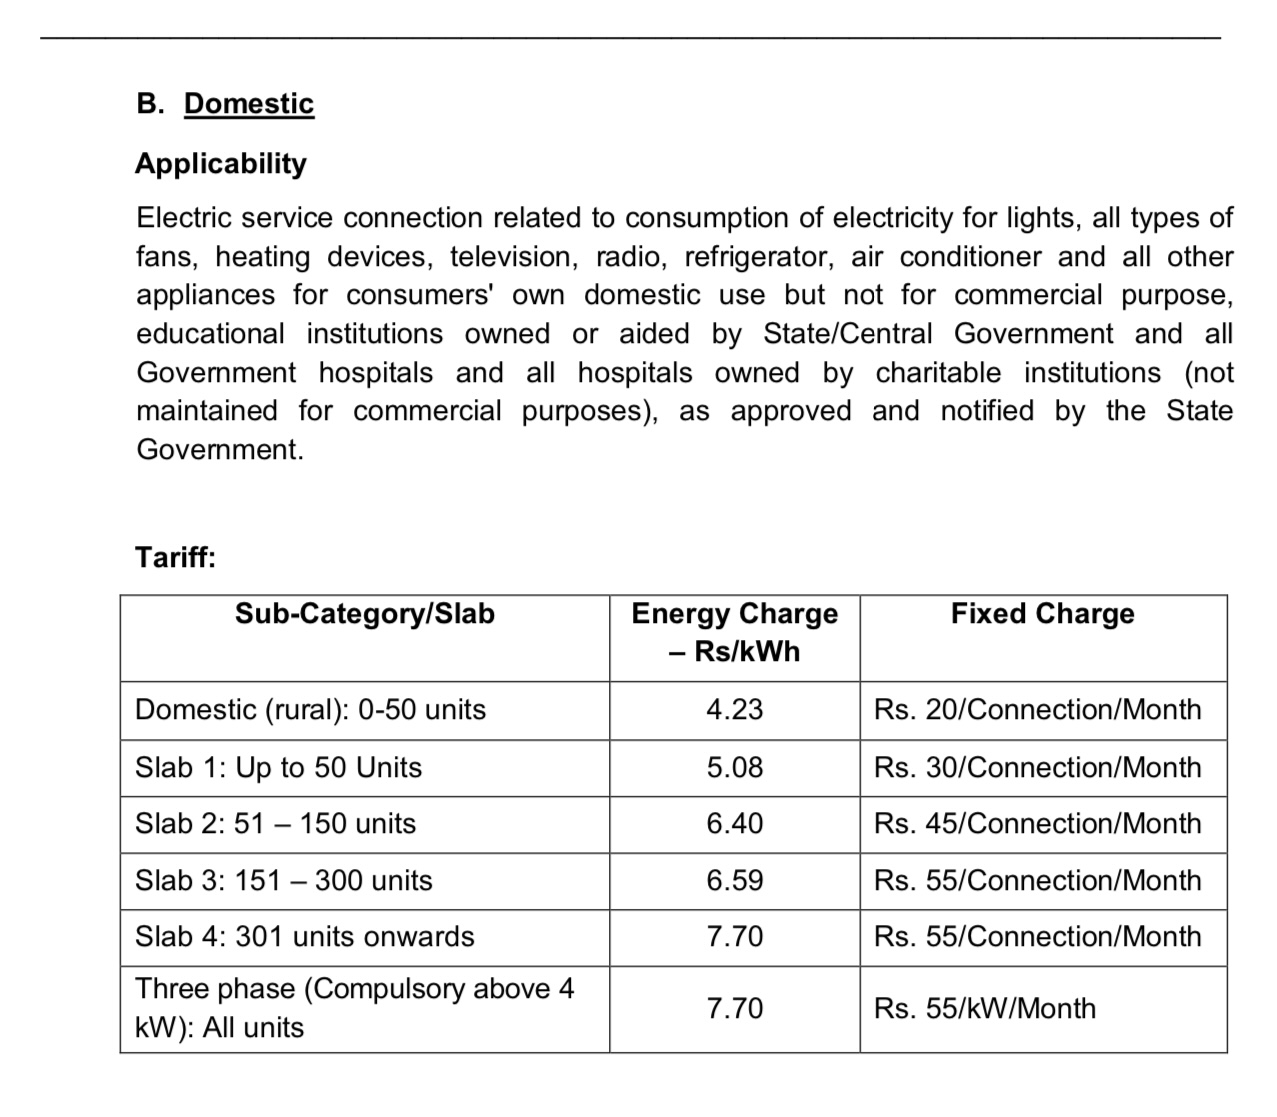 B. Domestic
Applicability
Electric service connection related to consumption of electricity for lights, all types of
fans, heating devices, television, radio, refrigerator, air conditioner and all other
appliances for consumers' own domestic use but not for commercial purpose,
educational institutions owned or aided by State/Central Government and all
Government hospitals and all hospitals owned by charitable institutions (not
maintained for commercial purposes), as approved and notified by the State
Government.
Tariff:
Sub-Category/Slab Energy Charge Fixed Charge
– Rs/kWh
Domestic (rural): 0-50 units 4.23 Rs. 20/Connection/Month
Slab 1: Up to 50 Units 5.08 Rs. 30/Connection/Month
Slab 2: 51 – 150 units 6.40 Rs. 45/Connection/Month
Slab 3: 151 – 300 units 6.59 Rs. 55/Connection/Month
Slab 4: 301 units onwards 7.70 Rs. 55/Connection/Month
Three phase (Compulsory above 4
kW): All units 7.70 Rs. 55/kW/Month